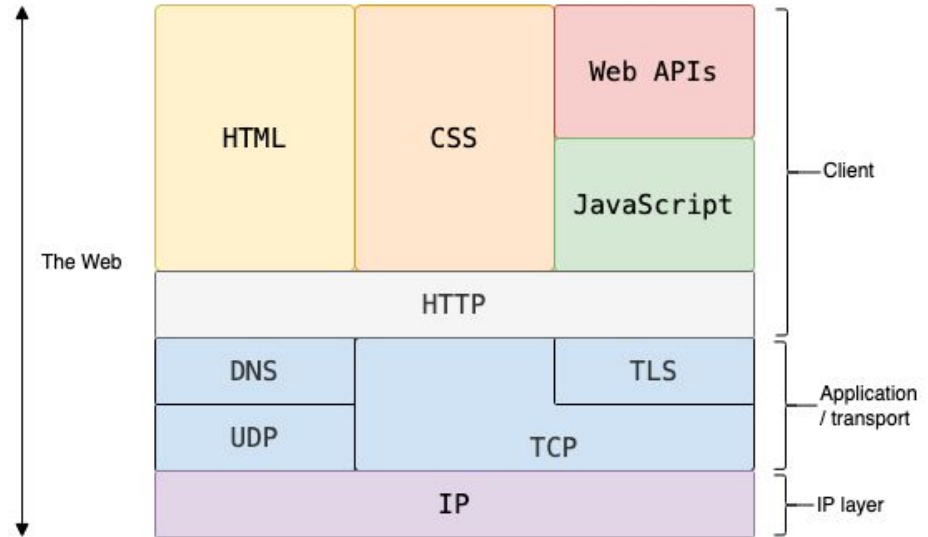 The Web
HTML
CSS
Web APIs
JavaScript
HTTP
DNS
UDP
TCP
TLS
IP
Client
Application
/ transport
IP layer